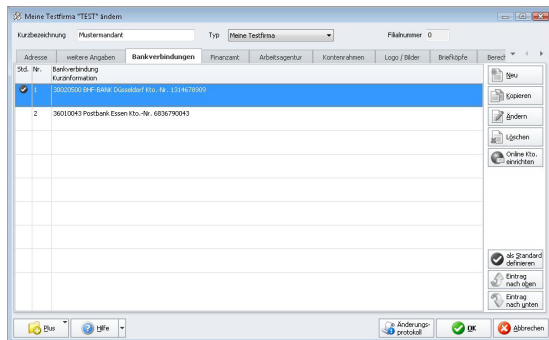 Meine Testfirma "TEST" ändern
Kurzbezeichnung Mustermandant Typ Meine Testfirma Filialnummer 0
Adresse weitere Angaben Bankverbindungen Finanzamt Arbeitsagentur Kontenrahmen Logo / Bilder Briefköpfe Berech
Std. Nr. Bankverbindung
Kurzinformation
1 30020500 BHF-BANK Düsseldorf Kto.-Nr. 1314678909
2 36010043 Postbank Essen Kto.-Nr. 6836790043
Neu
Kopieren
Ändern
Löschen
Online Kto.
einrichten
als Standard
definieren
Eintrag
nach oben
Eintrag
nach unten
Plus Hilfe Änderungs-
protokoll OK Abbrechen